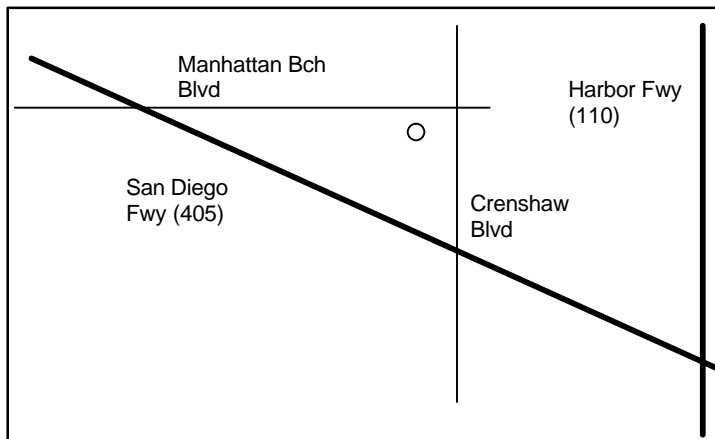 Manhattan Bch
Blvd
Harbor Fwy
(110)
San Diego
Fwy (405)
Crenshaw
Blvd